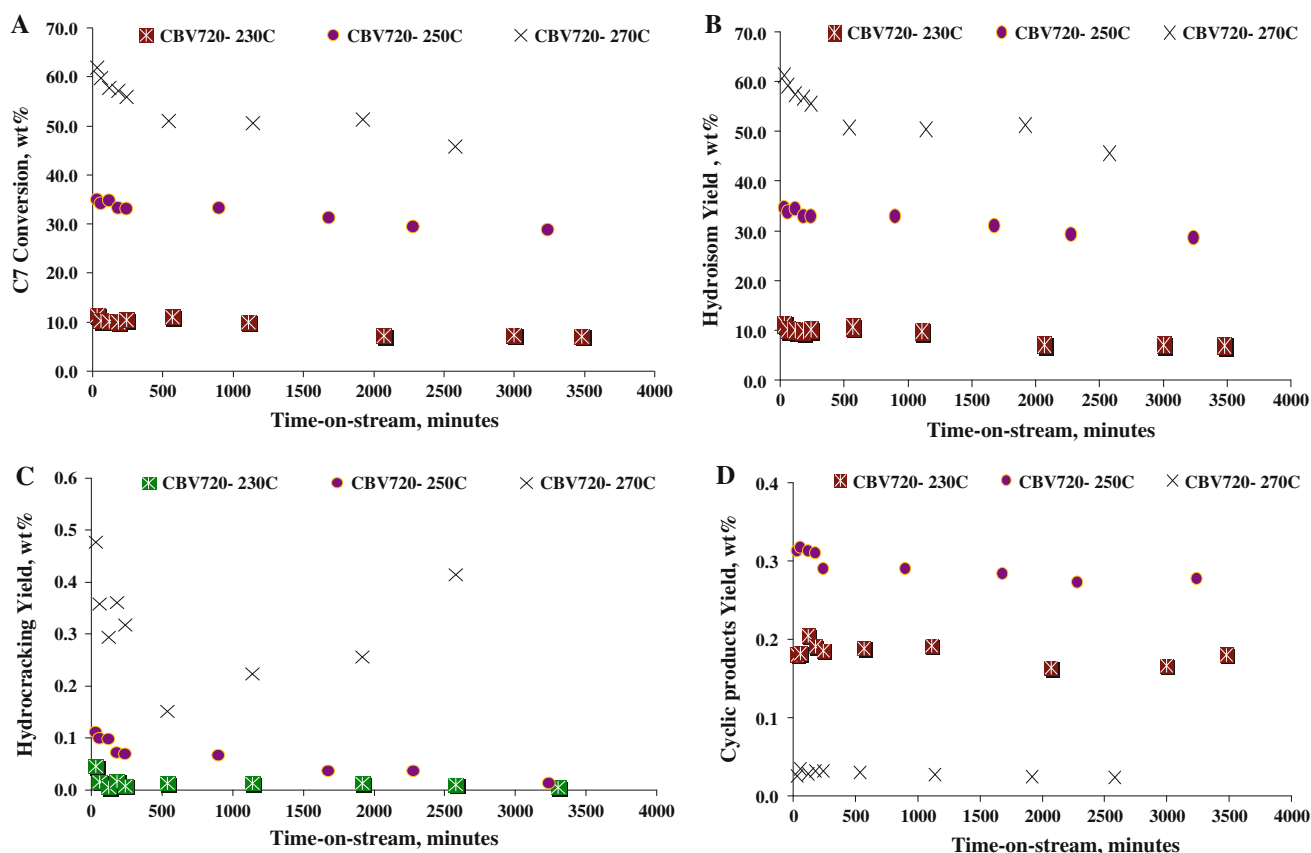 A
CBV720- 230C CBV720- 250C CBV720- 270C
70.0
60.0
50.0
40.0
30.0
20.0
10.0
0.0
C7 Conversion, wt%
0 500 1000 1500 2000 2500 3000 3500 4000
Time-on-stream, minutes
B
CBV720- 230C CBV720- 250C CBV720- 270C
70.0
60.0
50.0
40.0
30.0
20.0
10.0
0.0
Hydroisom Yield , wt%
0 500 1000 1500 2000 2500 3000 3500 4000
Time-on-stream, minutes
C
CBV720- 230C CBV720- 250C CBV720- 270C
0.6
0.5
0.4
0.3
0.2
0.1
0.0
Hydrocracking Yield, wt%
0 500 1000 1500 2000 2500 3000 3500 4000
Time-on-stream, minutes
D
CBV720- 230C CBV720- 250C CBV720- 270C
0.4
0.3
0.2
0.1
0.0
Cyclic products Yield, wt%
0 500 1000 1500 2000 2500 3000 3500 4000
Time-on-stream, minutes